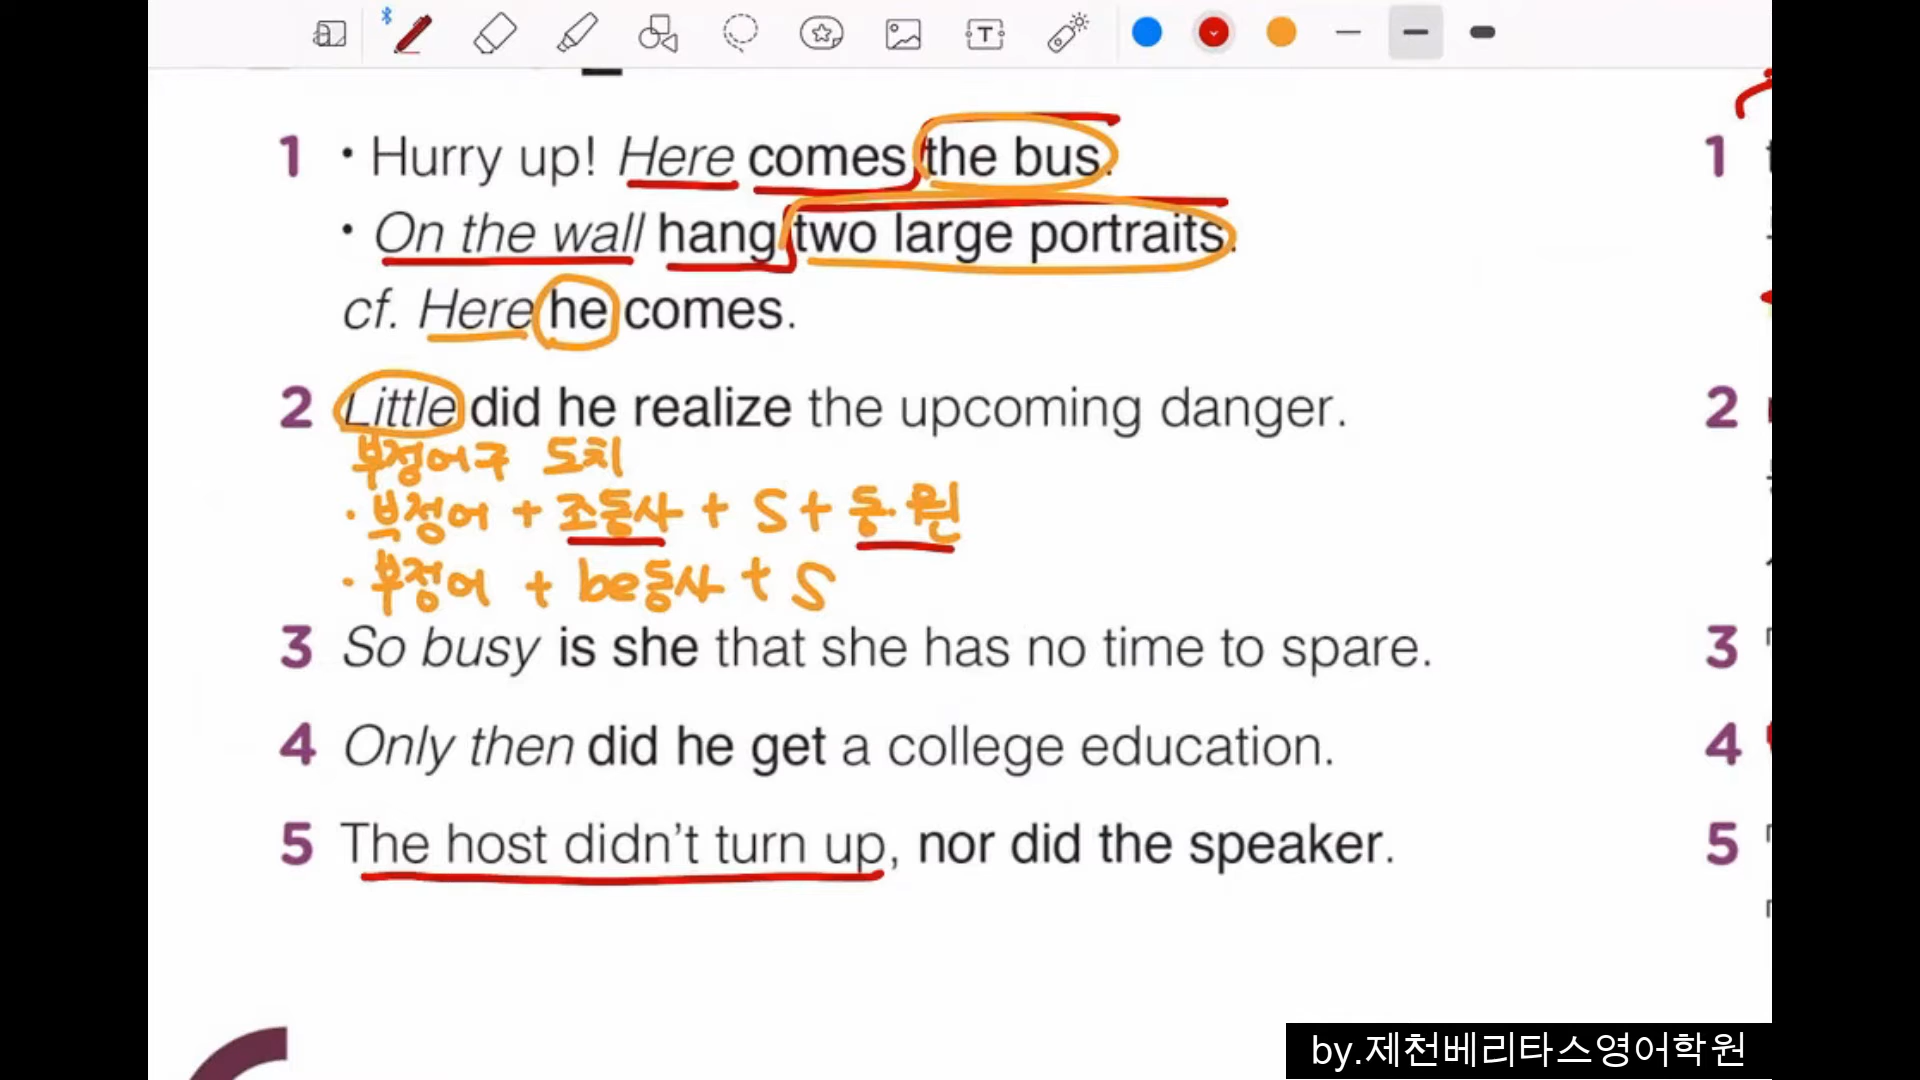 1 • Hurry up! Here comes the bus.
• On the wall hang two large portraits.
cf. Here he comes.
2 Little did he realize the upcoming danger.
부정어구 도치
· 부정어 + 조동사 + S + 동.원
· 부정어 + be동사 + S
3 So busy is she that she has no time to spare.
4 Only then did he get a college education.
5 The host didn't turn up, nor did the speaker.
1
2
3
4
5
by.제천베리타스영어학원